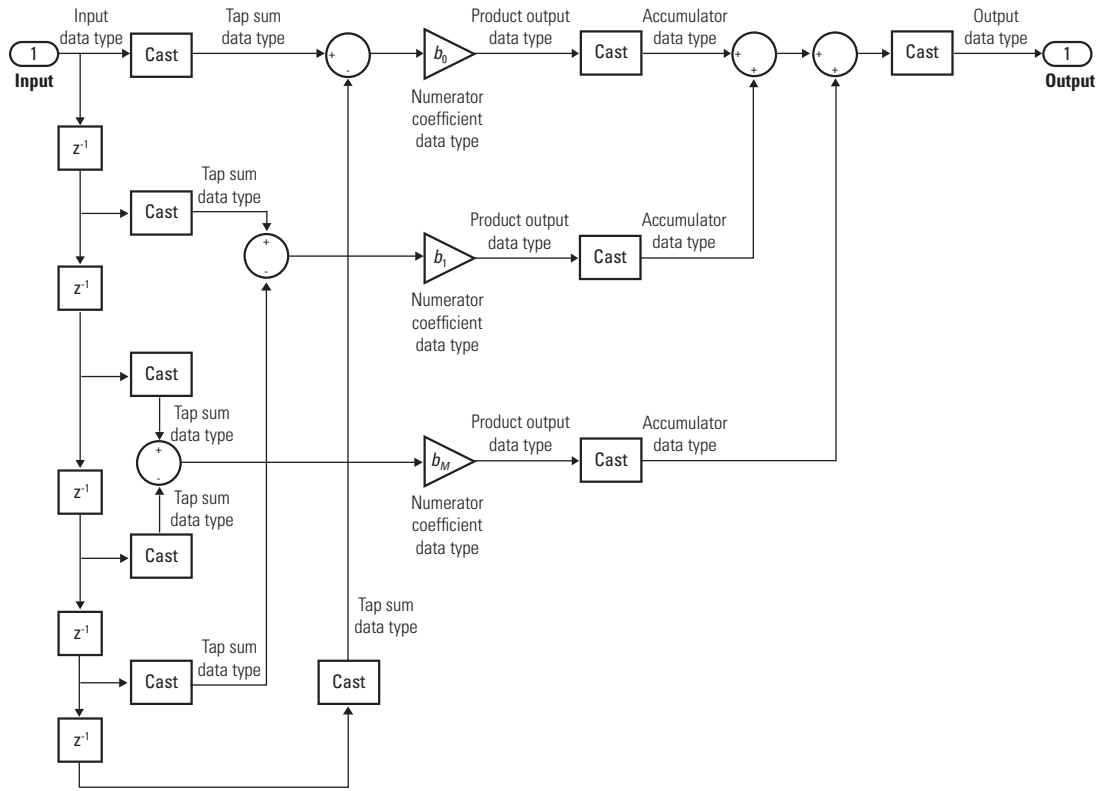 Input
data type
Tap sum
data type
Product output
data type
Accumulator
data type
Output
data type
1
Input
Cast
+
-
b0
Cast
+
+
+
+
Cast
1
Output
Numerator
coefficient
data type
z-1
Tap sum
data type
Cast
+
-
Product output
data type
Accumulator
data type
b1
Cast
z-1
Numerator
coefficient
data type
Cast
Tap sum
data type
+
-
Product output
data type
Accumulator
data type
bM
Cast
z-1
Tap sum
data type
Numerator
coefficient
data type
Cast
z-1
Tap sum
data type
Tap sum
data type
Cast
Cast
z-1